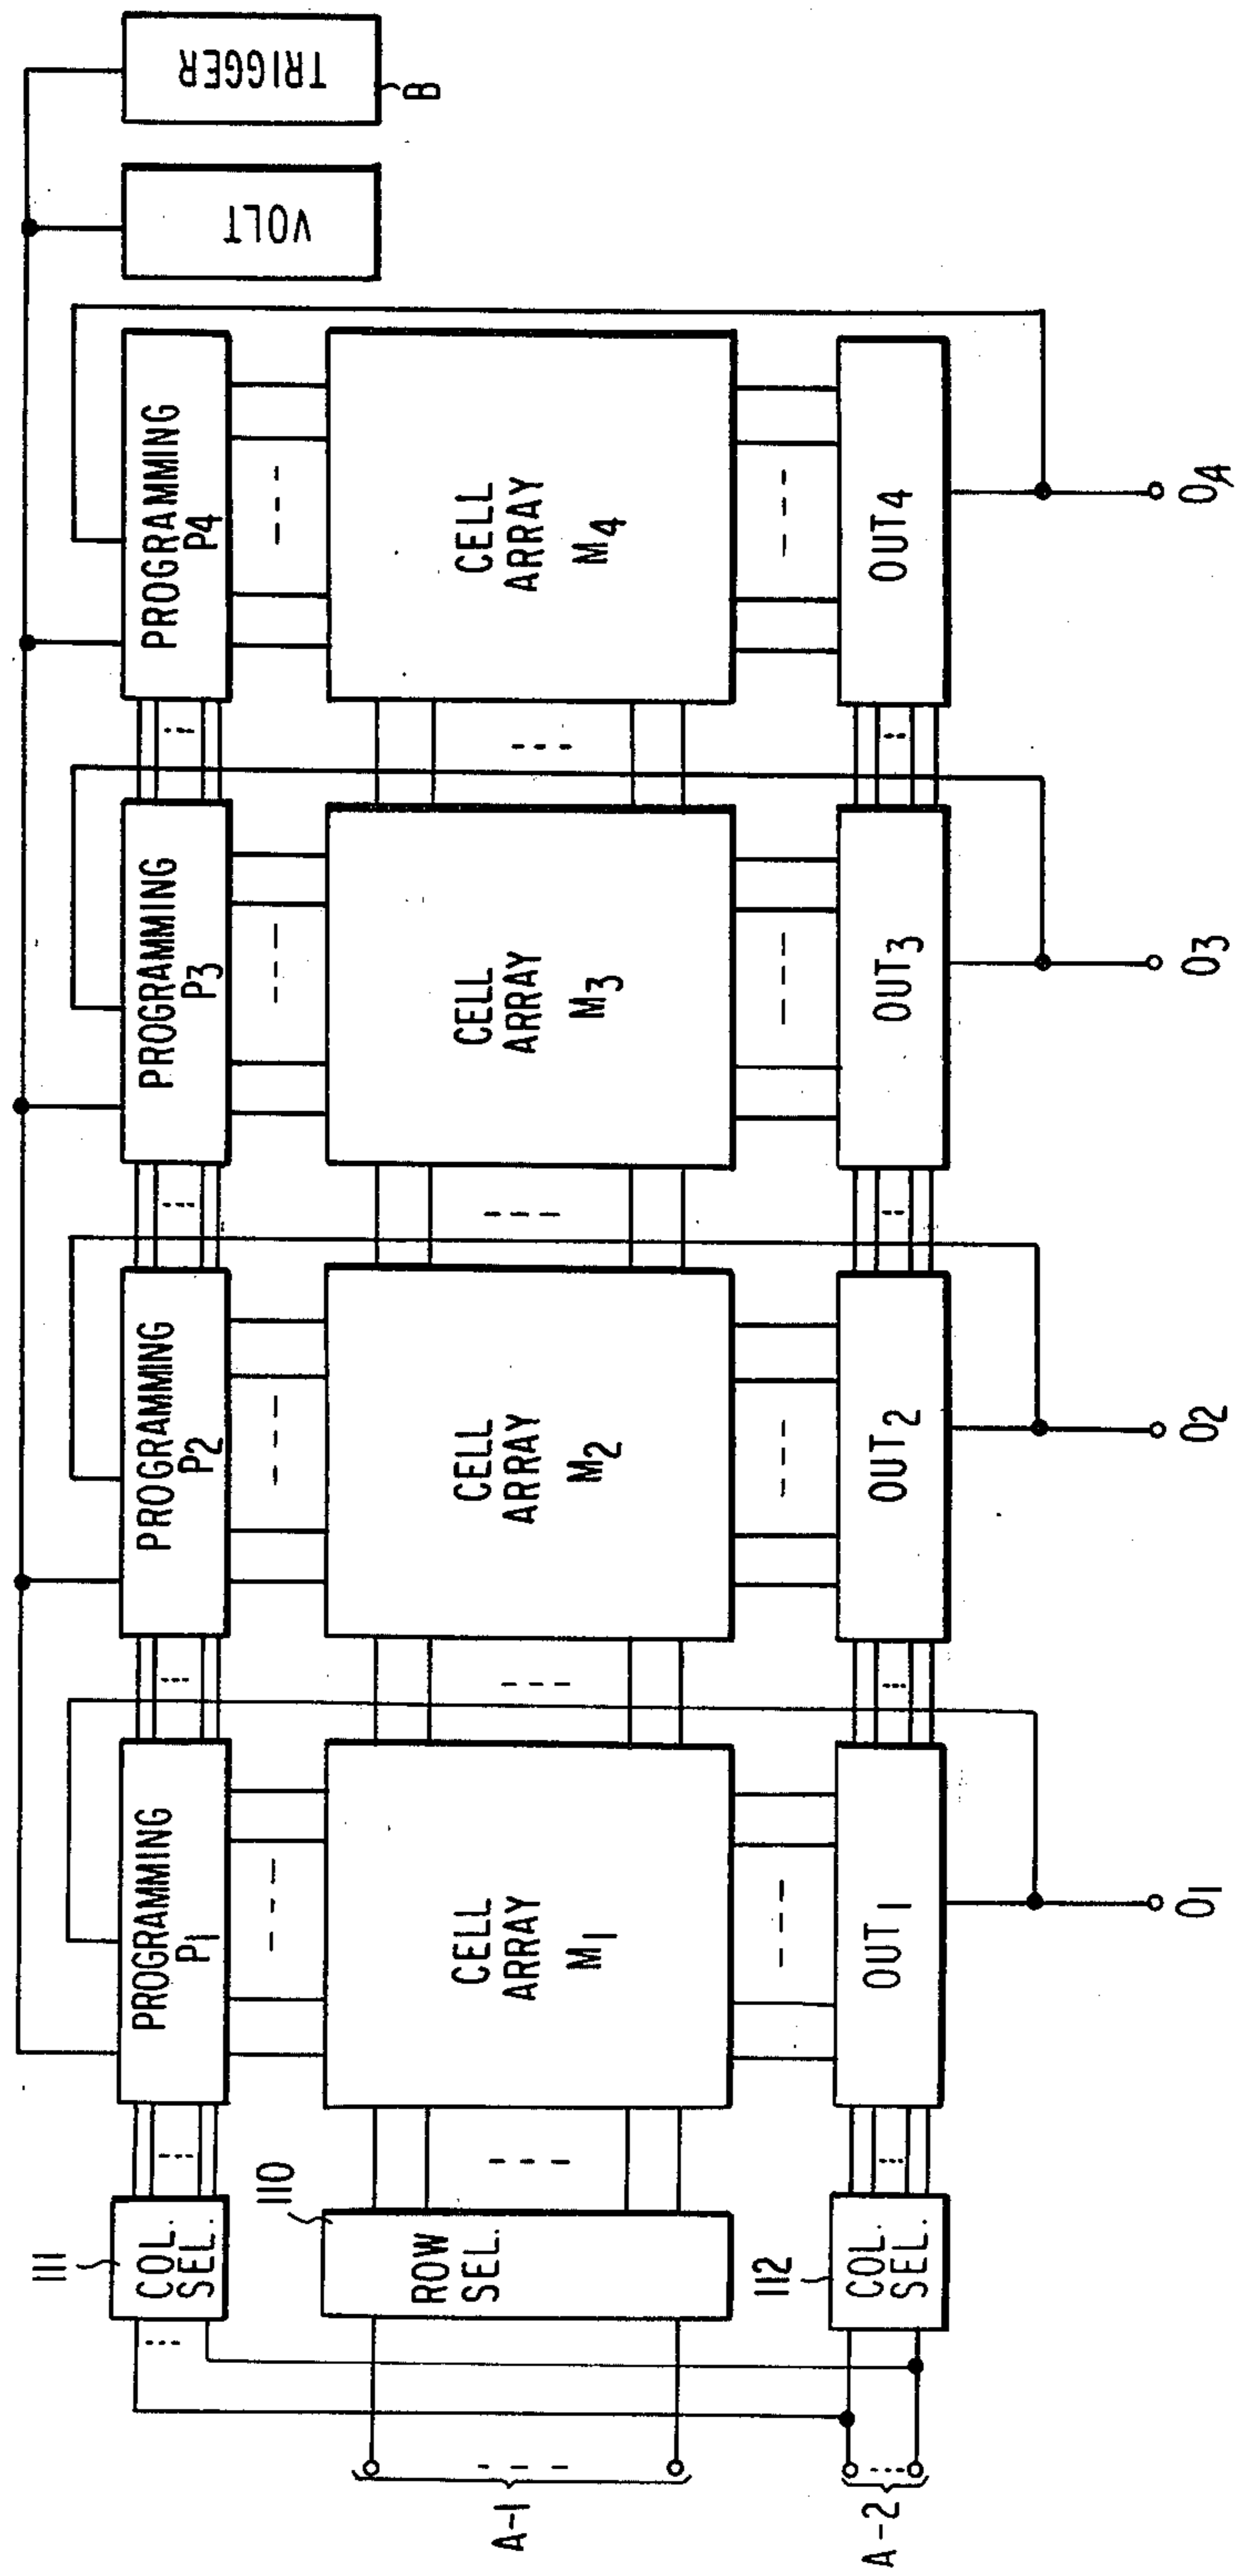 111
COL.
SEL.
PROGRAMMING
P1
PROGRAMMING
P2
PROGRAMMING
P3
PROGRAMMING
P4
VOLT
TRIGGER
B
110
ROW
SEL.
CELL
ARRAY
M1
CELL
ARRAY
M2
CELL
ARRAY
M3
CELL
ARRAY
M4
A-1
112
COL.
SEL.
OUT1
OUT2
OUT3
OUT4
A-2
O1
O2
O3
O4